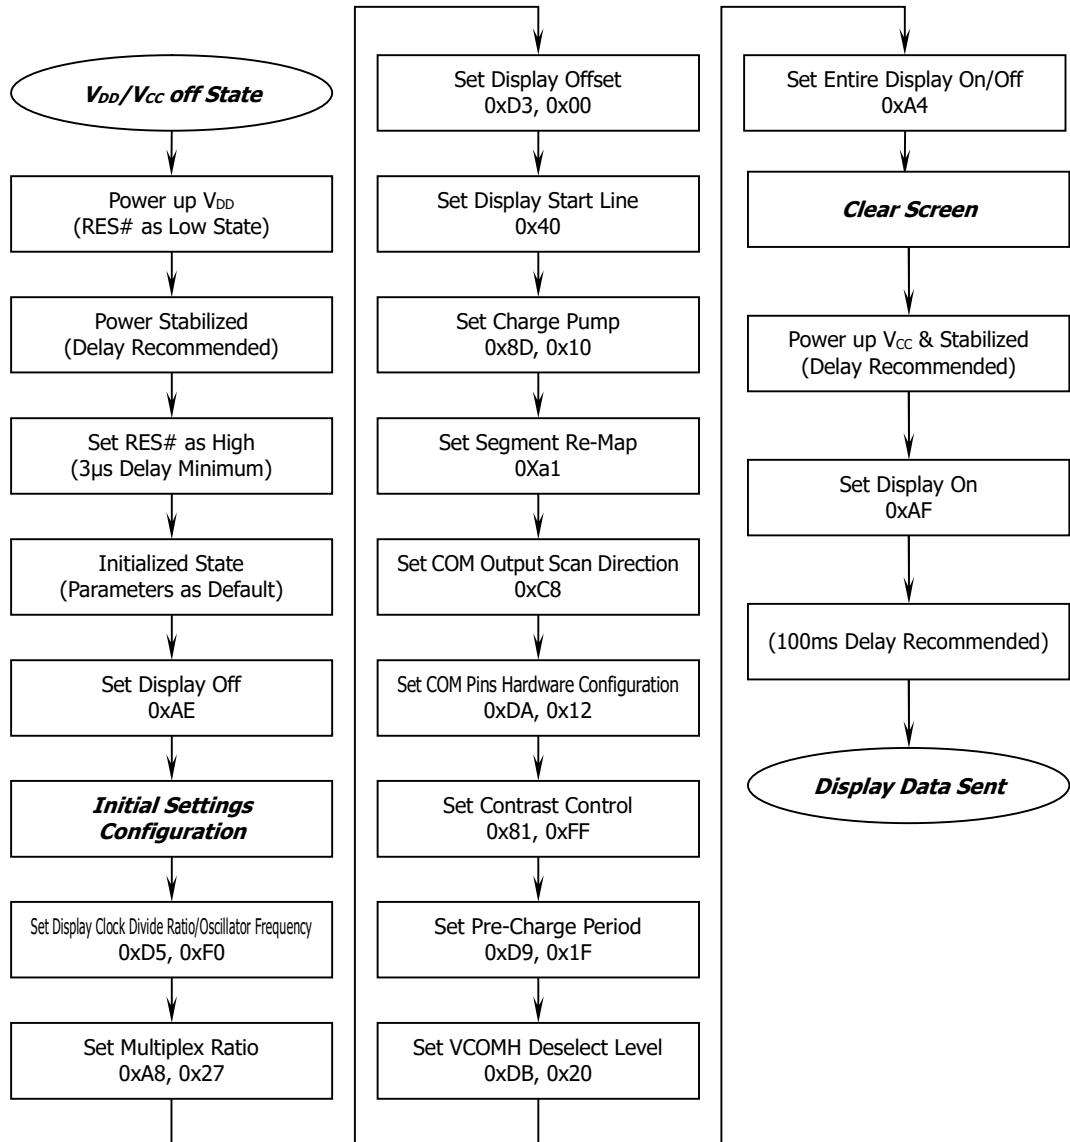 VDD/VCC off State
Power up VDD
(RES# as Low State)
Power Stabilized
(Delay Recommended)
Set RES# as High
(3μs Delay Minimum)
Initialized State
(Parameters as Default)
Set Display Off
0xAE
Initial Settings
Configuration
Set Display Clock Divide Ratio/Oscillator Frequency
0xD5, 0xF0
Set Multiplex Ratio
0xA8, 0x27
Set Display Offset
0xD3, 0x00
Set Display Start Line
0x40
Set Charge Pump
0x8D, 0x10
Set Segment Re-Map
0Xa1
Set COM Output Scan Direction
0xC8
Set COM Pins Hardware Configuration
0xDA, 0x12
Set Contrast Control
0x81, 0xFF
Set Pre-Charge Period
0xD9, 0x1F
Set VCOMH Deselect Level
0xDB, 0x20
Set Entire Display On/Off
0xA4
Clear Screen
Power up VCC & Stabilized
(Delay Recommended)
Set Display On
0xAF
(100ms Delay Recommended)
Display Data Sent